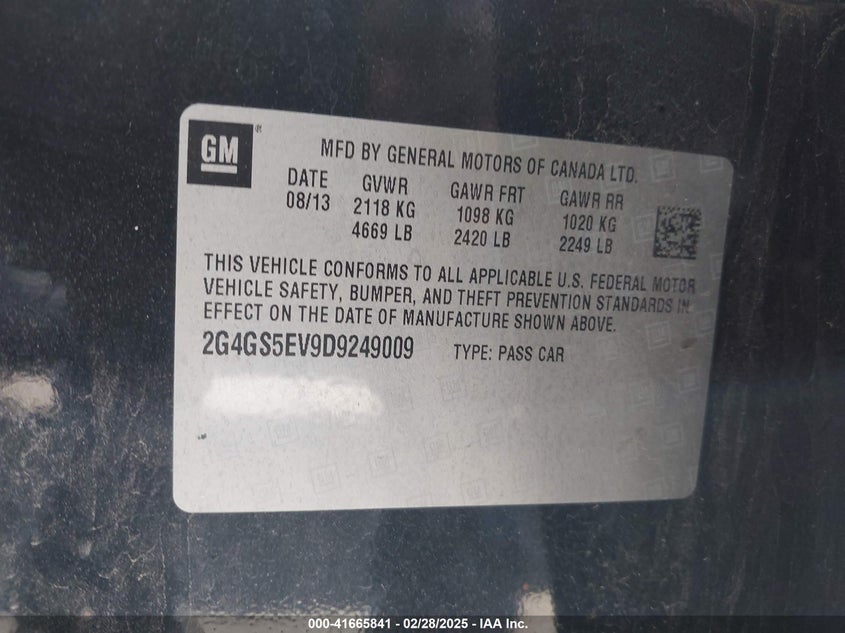 GM ®
MFD BY GENERAL MOTORS OF CANADA LTD.
DATE GVWR GAWR FRT GAWR RR
08/13 2118 KG 1098 KG 1020 KG
4669 LB 2420 LB 2249 LB
THIS VEHICLE CONFORMS TO ALL APPLICABLE U.S. FEDERAL MOTOR
VEHICLE SAFETY, BUMPER, AND THEFT PREVENTION STANDARDS IN
EFFECT ON THE DATE OF MANUFACTURE SHOWN ABOVE.
2G4GS5EV9D9249009 TYPE: PASS CAR
000-41665841 - 02/28/2025 - IAA Inc.